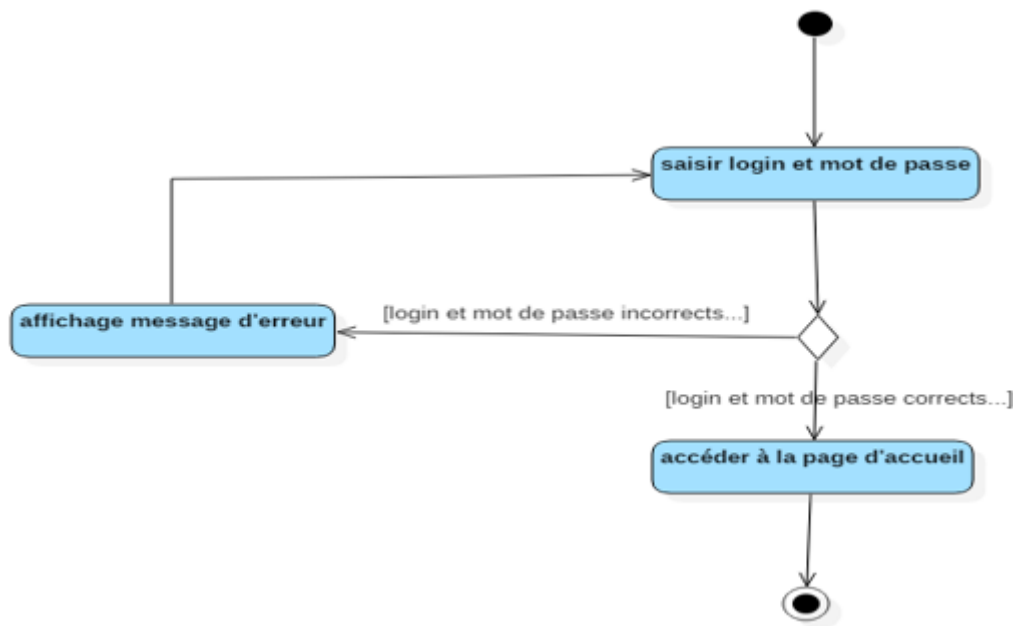 saisir login et mot de passe
affichage message d'erreur
[login et mot de passe incorrects...]
[login et mot de passe corrects...]
accéder à la page d'accueil